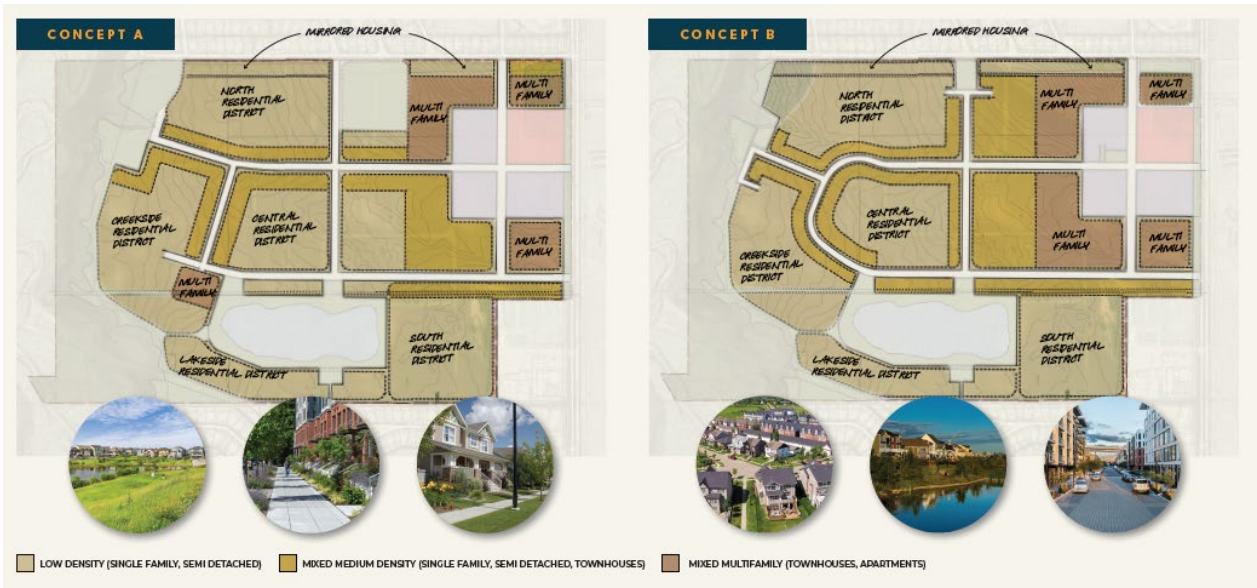 CONCEPT A
MIRRORED HOUSING
NORTH
RESIDENTIAL
DISTRICT
MULTI
FAMILY
MULTI
FAMILY
CREEKSIDE
RESIDENTIAL
DISTRICT
CENTRAL
RESIDENTIAL
DISTRICT
MULTI
FAMILY
MULTI
FAMILY
SOUTH
RESIDENTIAL
DISTRICT
LAKESIDE
RESIDENTIAL DISTRICT
CONCEPT B
MIRRORED HOUSING
NORTH
RESIDENTIAL
DISTRICT
MULTI
FAMILY
MULTI
FAMILY
CENTRAL
RESIDENTIAL
DISTRICT
CREEKSIDE
RESIDENTIAL
DISTRICT
MULTI
FAMILY
MULTI
FAMILY
SOUTH
RESIDENTIAL
DISTRICT
LAKESIDE
RESIDENTIAL DISTRICT
LOW DENSITY (SINGLE FAMILY, SEMI DETACHED)
MIXED MEDIUM DENSITY (SINGLE FAMILY, SEMI DETACHED, TOWNHOUSES)
MIXED MULTIFAMILY (TOWNHOUSES, APARTMENTS)